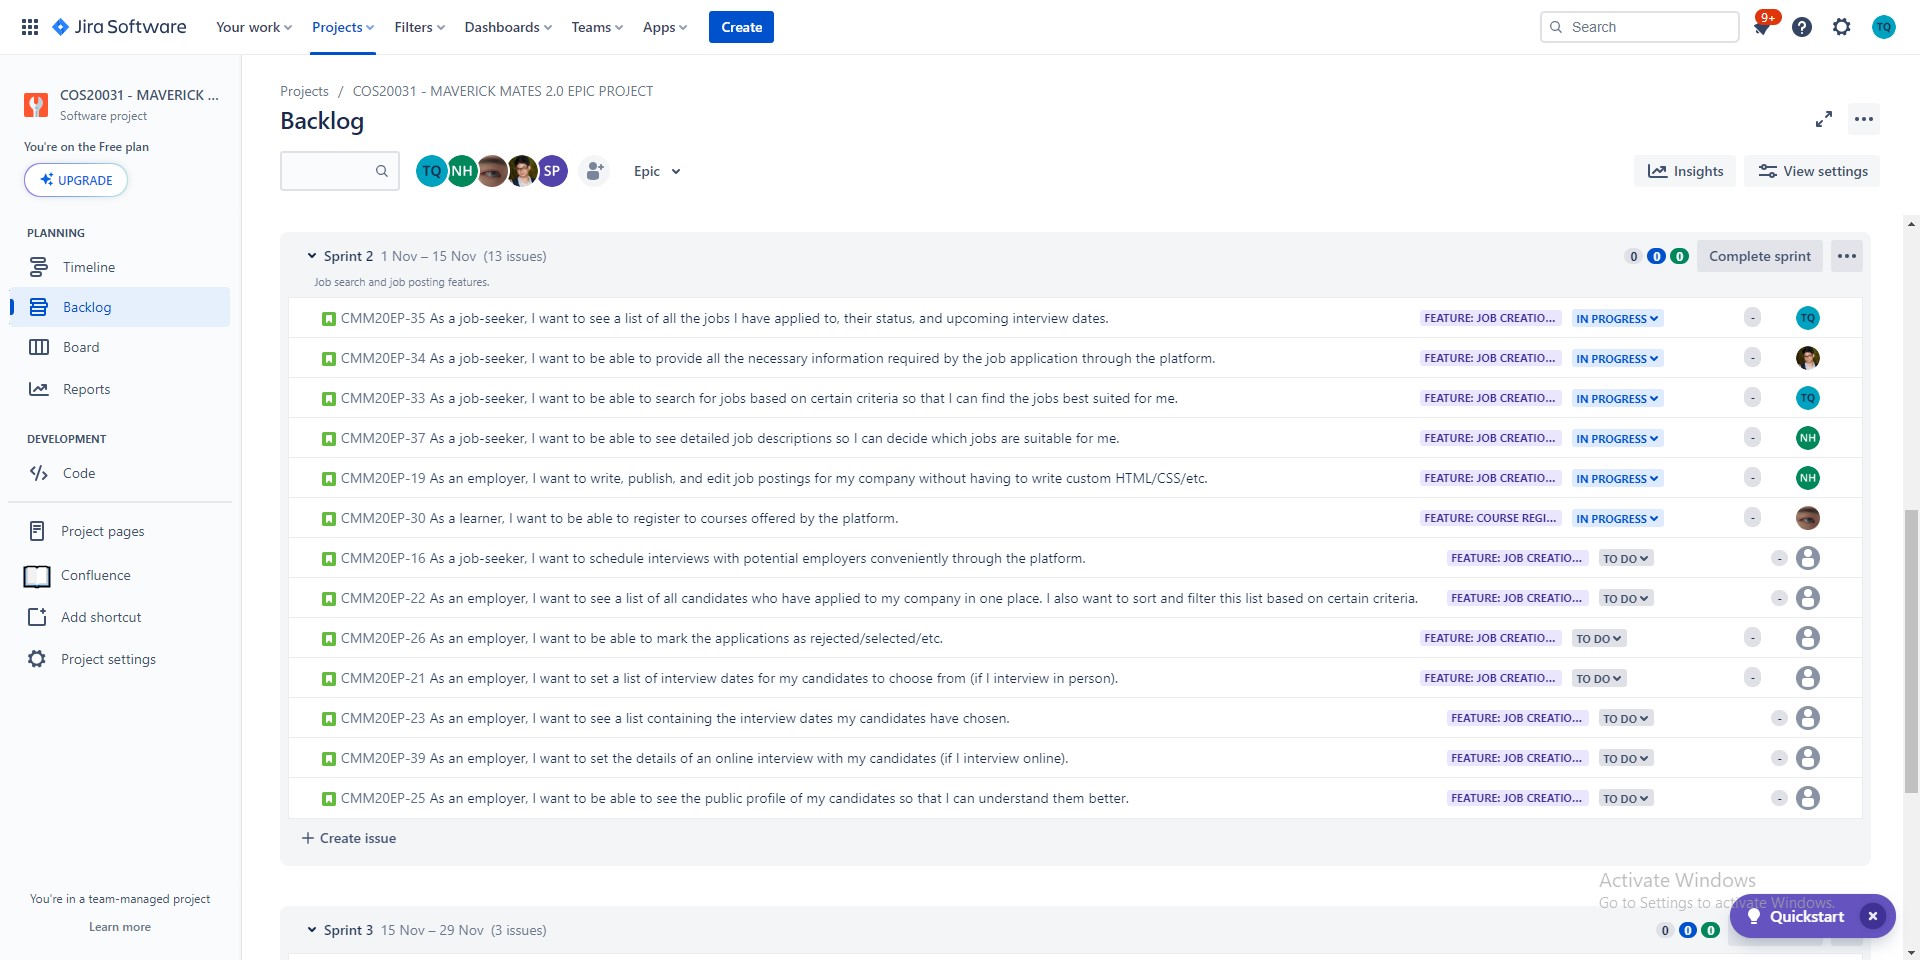 Jira Software Your work Projects Filters Dashboards Teams Apps Create Search 9+ TQ
COS20031 - MAVERICK ...
Software project
You're on the Free plan
UPGRADE
PLANNING
Timeline
Backlog
Board
Reports
DEVELOPMENT
Code
Project pages
Confluence
Add shortcut
Project settings
You're in a team-managed project
Learn more
Projects / COS20031 - MAVERICK MATES 2.0 EPIC PROJECT
Backlog
TQ NH SP Epic Insights View settings
Sprint 2 1 Nov – 15 Nov (13 issues) 0 0 0 Complete sprint
Job search and job posting features.
CMM20EP-35 As a job-seeker, I want to see a list of all the jobs I have applied to, their status, and upcoming interview dates. FEATURE: JOB CREATIO... IN PROGRESS - TQ
CMM20EP-34 As a job-seeker, I want to be able to provide all the necessary information required by the job application through the platform. FEATURE: JOB CREATIO... IN PROGRESS -
CMM20EP-33 As a job-seeker, I want to be able to search for jobs based on certain criteria so that I can find the jobs best suited for me. FEATURE: JOB CREATIO... IN PROGRESS - TQ
CMM20EP-37 As a job-seeker, I want to be able to see detailed job descriptions so I can decide which jobs are suitable for me. FEATURE: JOB CREATIO... IN PROGRESS - NH
CMM20EP-19 As an employer, I want to write, publish, and edit job postings for my company without having to write custom HTML/CSS/etc. FEATURE: JOB CREATIO... IN PROGRESS - NH
CMM20EP-30 As a learner, I want to be able to register to courses offered by the platform. FEATURE: COURSE REGI... IN PROGRESS -
CMM20EP-16 As a job-seeker, I want to schedule interviews with potential employers conveniently through the platform. FEATURE: JOB CREATIO... TO DO -
CMM20EP-22 As an employer, I want to see a list of all candidates who have applied to my company in one place. I also want to sort and filter this list based on certain criteria. FEATURE: JOB CREATIO... TO DO -
CMM20EP-26 As an employer, I want to be able to mark the applications as rejected/selected/etc. FEATURE: JOB CREATIO... TO DO -
CMM20EP-21 As an employer, I want to set a list of interview dates for my candidates to choose from (if I interview in person). FEATURE: JOB CREATIO... TO DO -
CMM20EP-23 As an employer, I want to see a list containing the interview dates my candidates have chosen. FEATURE: JOB CREATIO... TO DO -
CMM20EP-39 As an employer, I want to set the details of an online interview with my candidates (if I interview online). FEATURE: JOB CREATIO... TO DO -
CMM20EP-25 As an employer, I want to be able to see the public profile of my candidates so that I can understand them better. FEATURE: JOB CREATIO... TO DO -
+ Create issue
Activate Windows
Go to Settings to activate Windows.
Quickstart
Sprint 3 15 Nov – 29 Nov (3 issues) 0 0 0